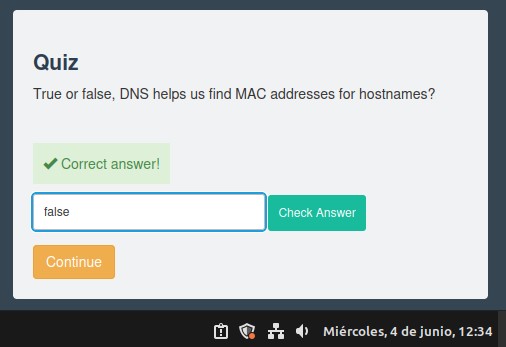 Quiz
True or false, DNS helps us find MAC addresses for hostnames?
✔ Correct answer!
false
Check Answer
Continue
Miércoles, 4 de junio, 12:34